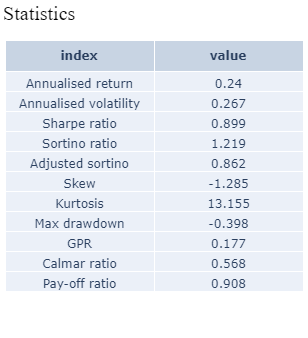 Statistics
index value
Annualised return 0.24
Annualised volatility 0.267
Sharpe ratio 0.899
Sortino ratio 1.219
Adjusted sortino 0.862
Skew -1.285
Kurtosis 13.155
Max drawdown -0.398
GPR 0.177
Calmar ratio 0.568
Pay-off ratio 0.908